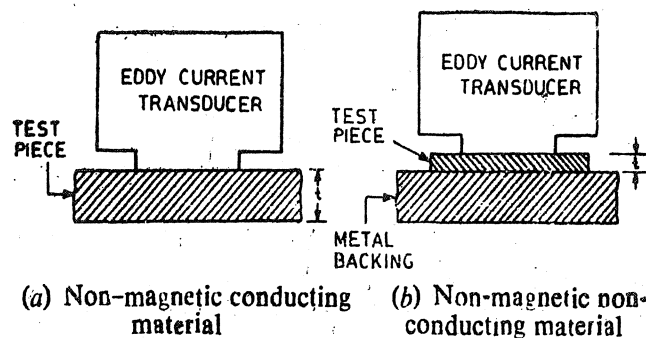 EDDY CURRENT
TRANSDUCER
TEST
PIECE
t
(a) Non-magnetic conducting
material
EDDY CURRENT
TRANSDUCER
TEST
PIECE
t
METAL
BACKING
(b) Non-magnetic non-
conducting material